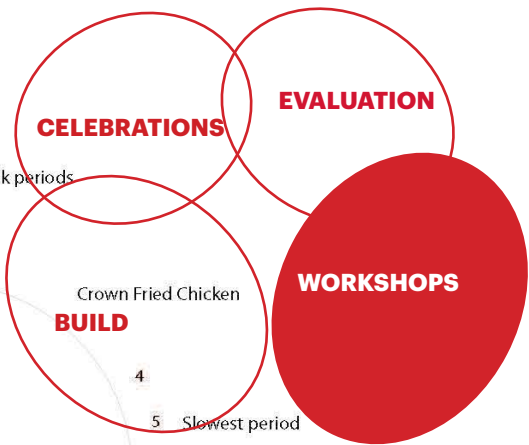 EVALUATION
CELEBRATIONS
k periods
WORKSHOPS
Crown Fried Chicken
BUILD
4
5 Slowest period